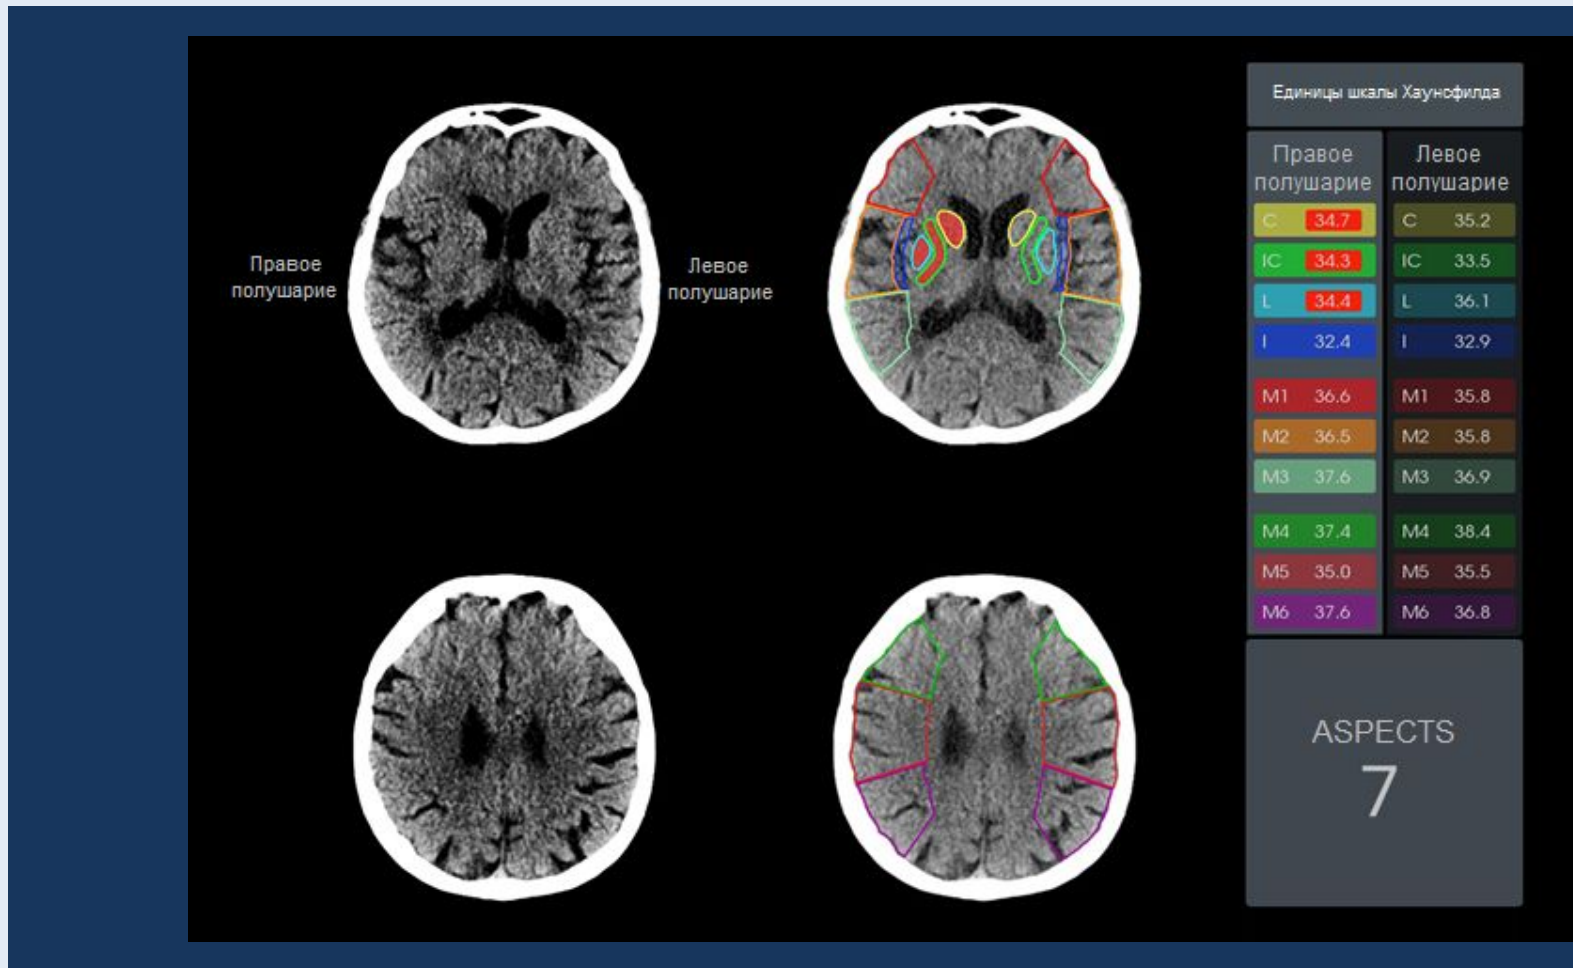 Единицы шкалы Хаунсфилда
Правое
полушарие
Левое
полушарие
C 34.7 C 35.2
IC 34.3 IC 33.5
L 34.4 L 36.1
I 32.4 I 32.9
M1 36.6 M1 35.8
M2 36.5 M2 35.8
M3 37.6 M3 36.9
M4 37.4 M4 38.4
M5 35.0 M5 35.5
M6 37.6 M6 36.8
ASPECTS
7
Правое
полушарие
Левое
полушарие